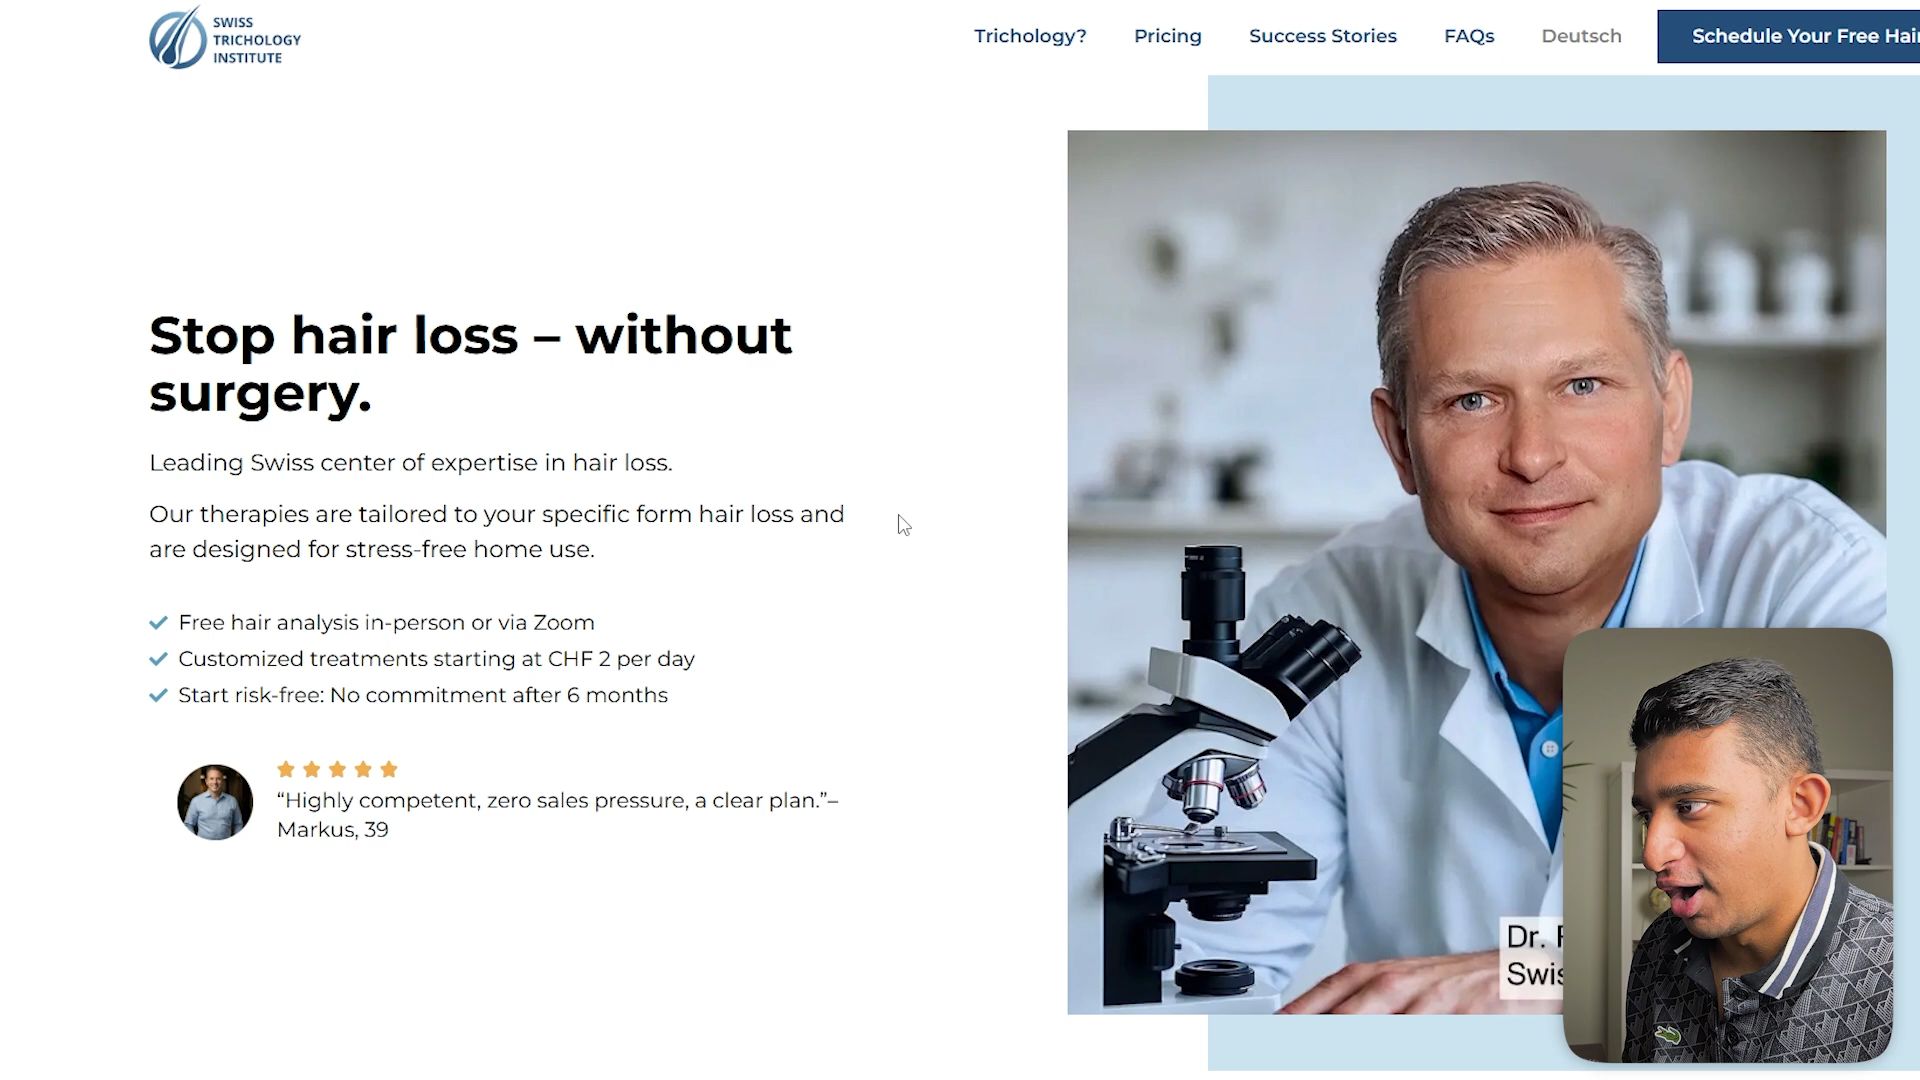 SWISS
TRICHOLOGY
INSTITUTE
Trichology?
Pricing
Success Stories
FAQs
Deutsch
Schedule Your Free
Stop hair loss – without
surgery.
Leading Swiss center of expertise in hair loss.
Our therapies are tailored to your specific form hair loss and
are designed for stress-free home use.
Free hair analysis in-person or via Zoom
Customized treatments starting at CHF 2 per day
Start risk-free: No commitment after 6 months
“Highly competent, zero sales pressure, a clear plan.”–
Markus, 39
Dr.